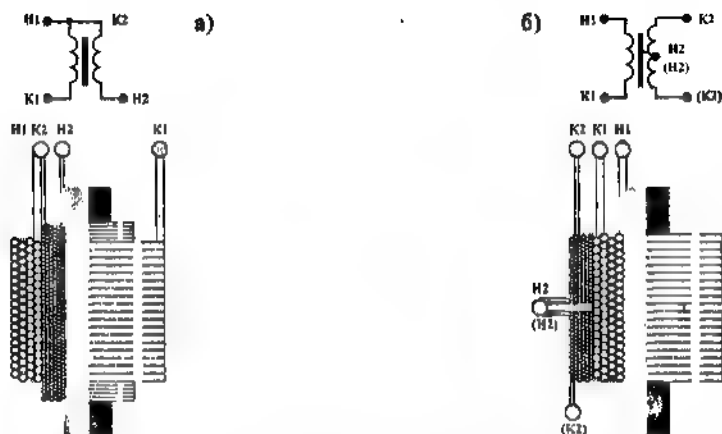 Н1 К2 а) б) Н1 К2
Н2
(Н2)
К1 Н2 К1 (К2)
Н1 К2 Н2 К1 К2 К1 Н1
Н2
(Н2)
(К2)